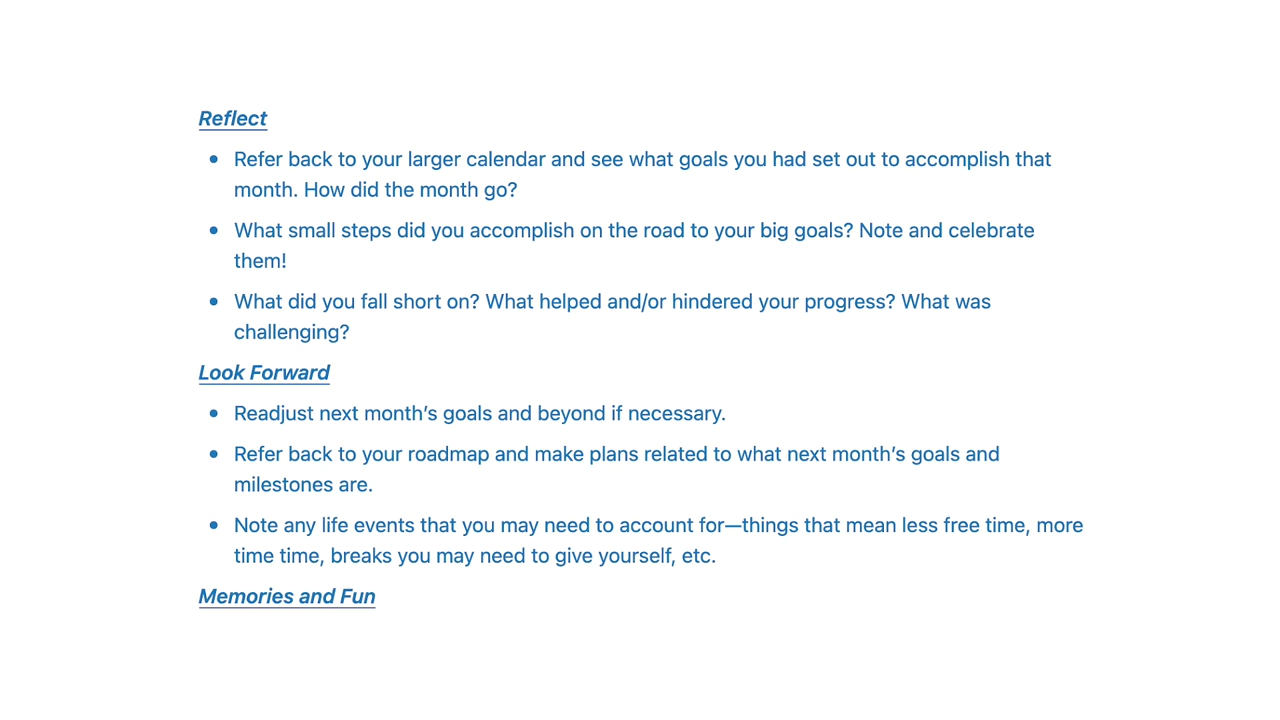 Reflect
• Refer back to your larger calendar and see what goals you had set out to accomplish that
month. How did the month go?
• What small steps did you accomplish on the road to your big goals? Note and celebrate
them!
• What did you fall short on? What helped and/or hindered your progress? What was
challenging?
Look Forward
• Readjust next month’s goals and beyond if necessary.
• Refer back to your roadmap and make plans related to what next month’s goals and
milestones are.
• Note any life events that you may need to account for—things that mean less free time, more
time time, breaks you may need to give yourself, etc.
Memories and Fun